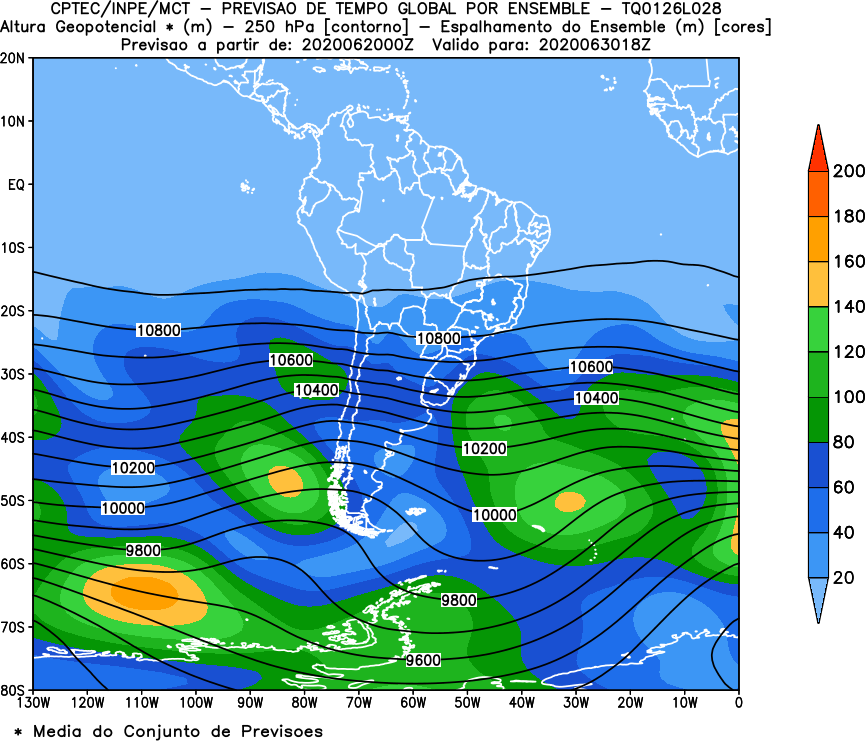 CPTEC/INPE/MCT - PREVISAO DE TEMPO GLOBAL POR ENSEMBLE - TQ0126L028
Altura Geopotencial * (m) - 250 hPa [contorno] - Espalhamento do Ensemble (m) [cores]
Previsao a partir de: 2020062000Z Valido para: 2020063018Z
20N
10N
EQ
10S
20S
30S
40S
50S
60S
70S
80S
130W 120W 110W 100W 90W 80W 70W 60W 50W 40W 30W 20W 10W 0
10800
10800
10600
10600
10400
10400
10200
10200
10000
10000
9800
9800
9600
200
180
160
140
120
100
80
60
40
20
* Media do Conjunto de Previsoes